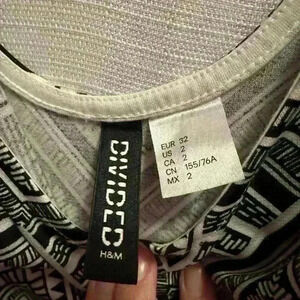 DIVIDED
H&M
EUR 32
US 2
CA 2
CN 155/76A
MX 2